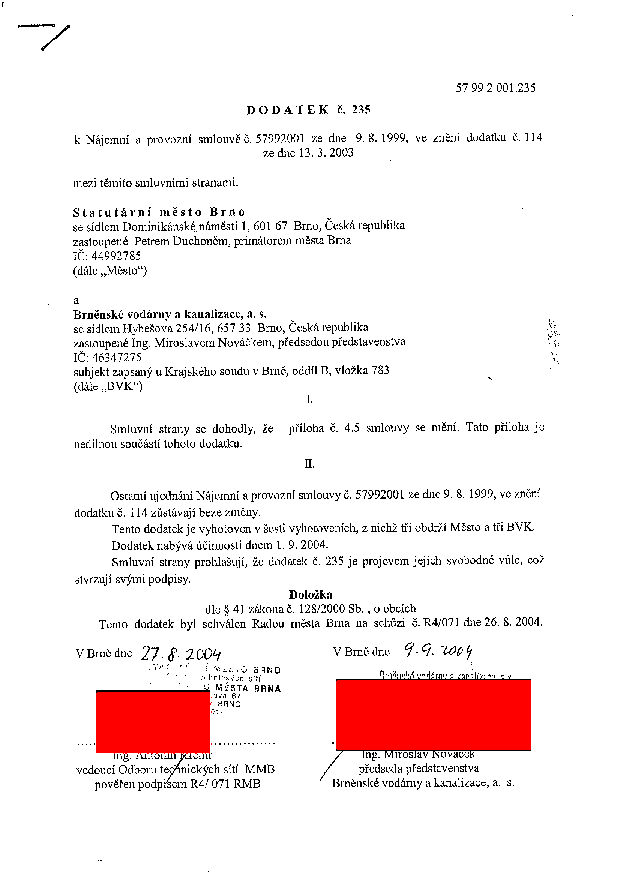 57 99 2 001.235
DODATEK č. 235
k Nájemní a provozní smlouvě č. 57992001 ze dne 9. 8. 1999, ve znění dodatku č. 114
ze dne 13. 3. 2003
mezi těmito smluvními stranami.
Statutární město Brno
se sídlem Dominikánské náměstí 1, 601 67 Brno, Česká republika
zastoupené Petrem Duchoněm, primátorem města Brna
IČ: 44992785
(dále „Město“)
a
Brněnské vodárny a kanalizace, a. s.
se sídlem Hybešova 254/16, 657 33 Brno, Česká republika
zastoupené Ing. Miroslavem Nováčkem, předsedou představenstva
IČ: 46347275
subjekt zapsaný u Krajského soudu v Brně, oddíl B, vložka 783
(dále „BVK“)
I.
Smluvní strany se dohodly, že příloha č. 4.5 smlouvy se mění. Tato příloha je
nedílnou součástí tohoto dodatku.
II.
Ostatní ujednání Nájemní a provozní smlouvy č. 57992001 ze dne 9. 8. 1999, ve znění
dodatku č. 114 zůstávají beze změny.
Tento dodatek je vyhotoven v šesti vyhotoveních, z nichž tři obdrží Město a tři BVK.
Dodatek nabývá účinnosti dnem 1. 9. 2004.
Smluvní strany prohlašují, že dodatek č. 235 je projevem jejich svobodné vůle, což
stvrzují svými podpisy.
Doložka
dle § 41 zákona č. 128/2000 Sb. , o obcích
Tento dodatek byl schválen Radou města Brna na schůzi č. R4/071 dne 26. 8. 2004.
V Brně dne 27.8.2004 V Brně dne 9.9.2004
BRNO
sítí
MĚSTA BRNA
67
BRNO
Brněnské vodárny a kanalizace, a.s.
Ing. Antonín Ing. Miroslav Nováček
vedoucí Odboru technických sítí MMB předseda představenstva
pověřen podpisem R4/ 071 RMB Brněnské vodárny a kanalizace, a. s.